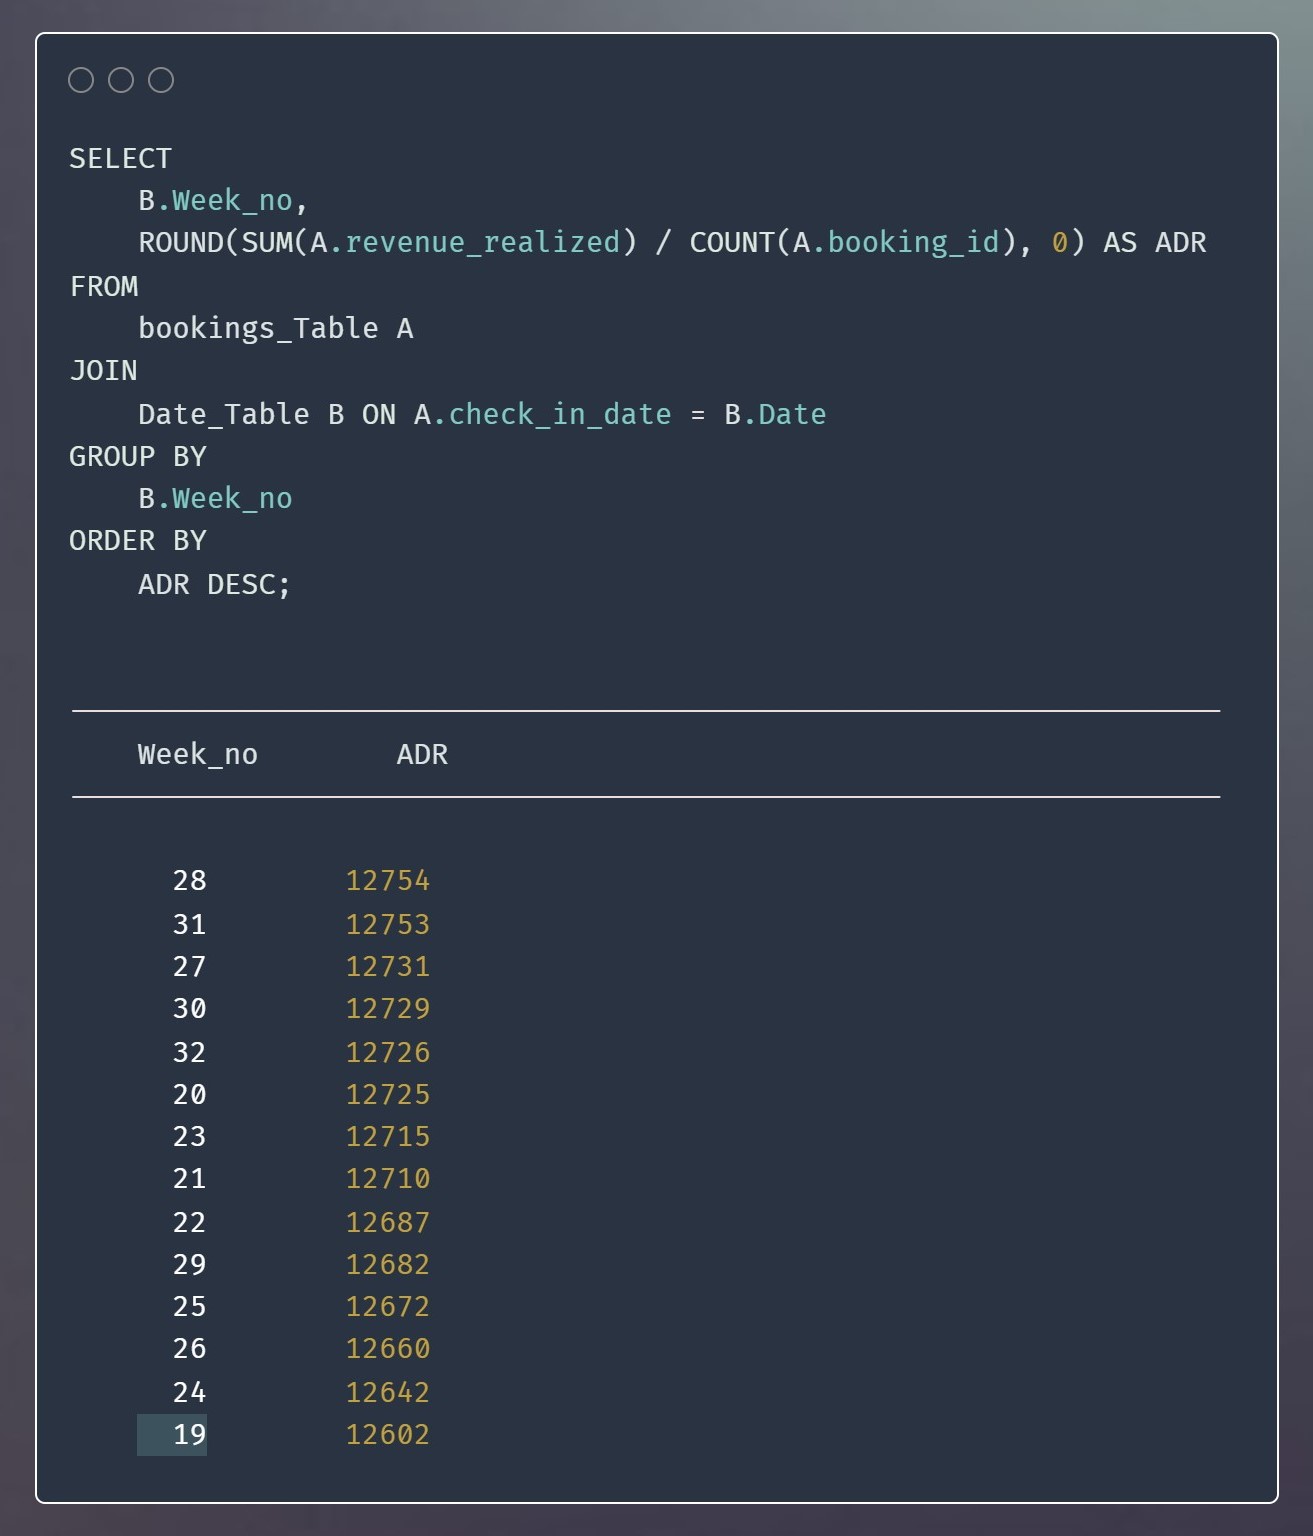 SELECT
    B.Week_no,
    ROUND(SUM(A.revenue_realized) / COUNT(A.booking_id), 0) AS ADR
FROM
    bookings_Table A
JOIN
    Date_Table B ON A.check_in_date = B.Date
GROUP BY
    B.Week_no
ORDER BY
    ADR DESC;
Week_no        ADR
28        12754
31        12753
27        12731
30        12729
32        12726
20        12725
23        12715
21        12710
22        12687
29        12682
25        12672
26        12660
24        12642
19        12602